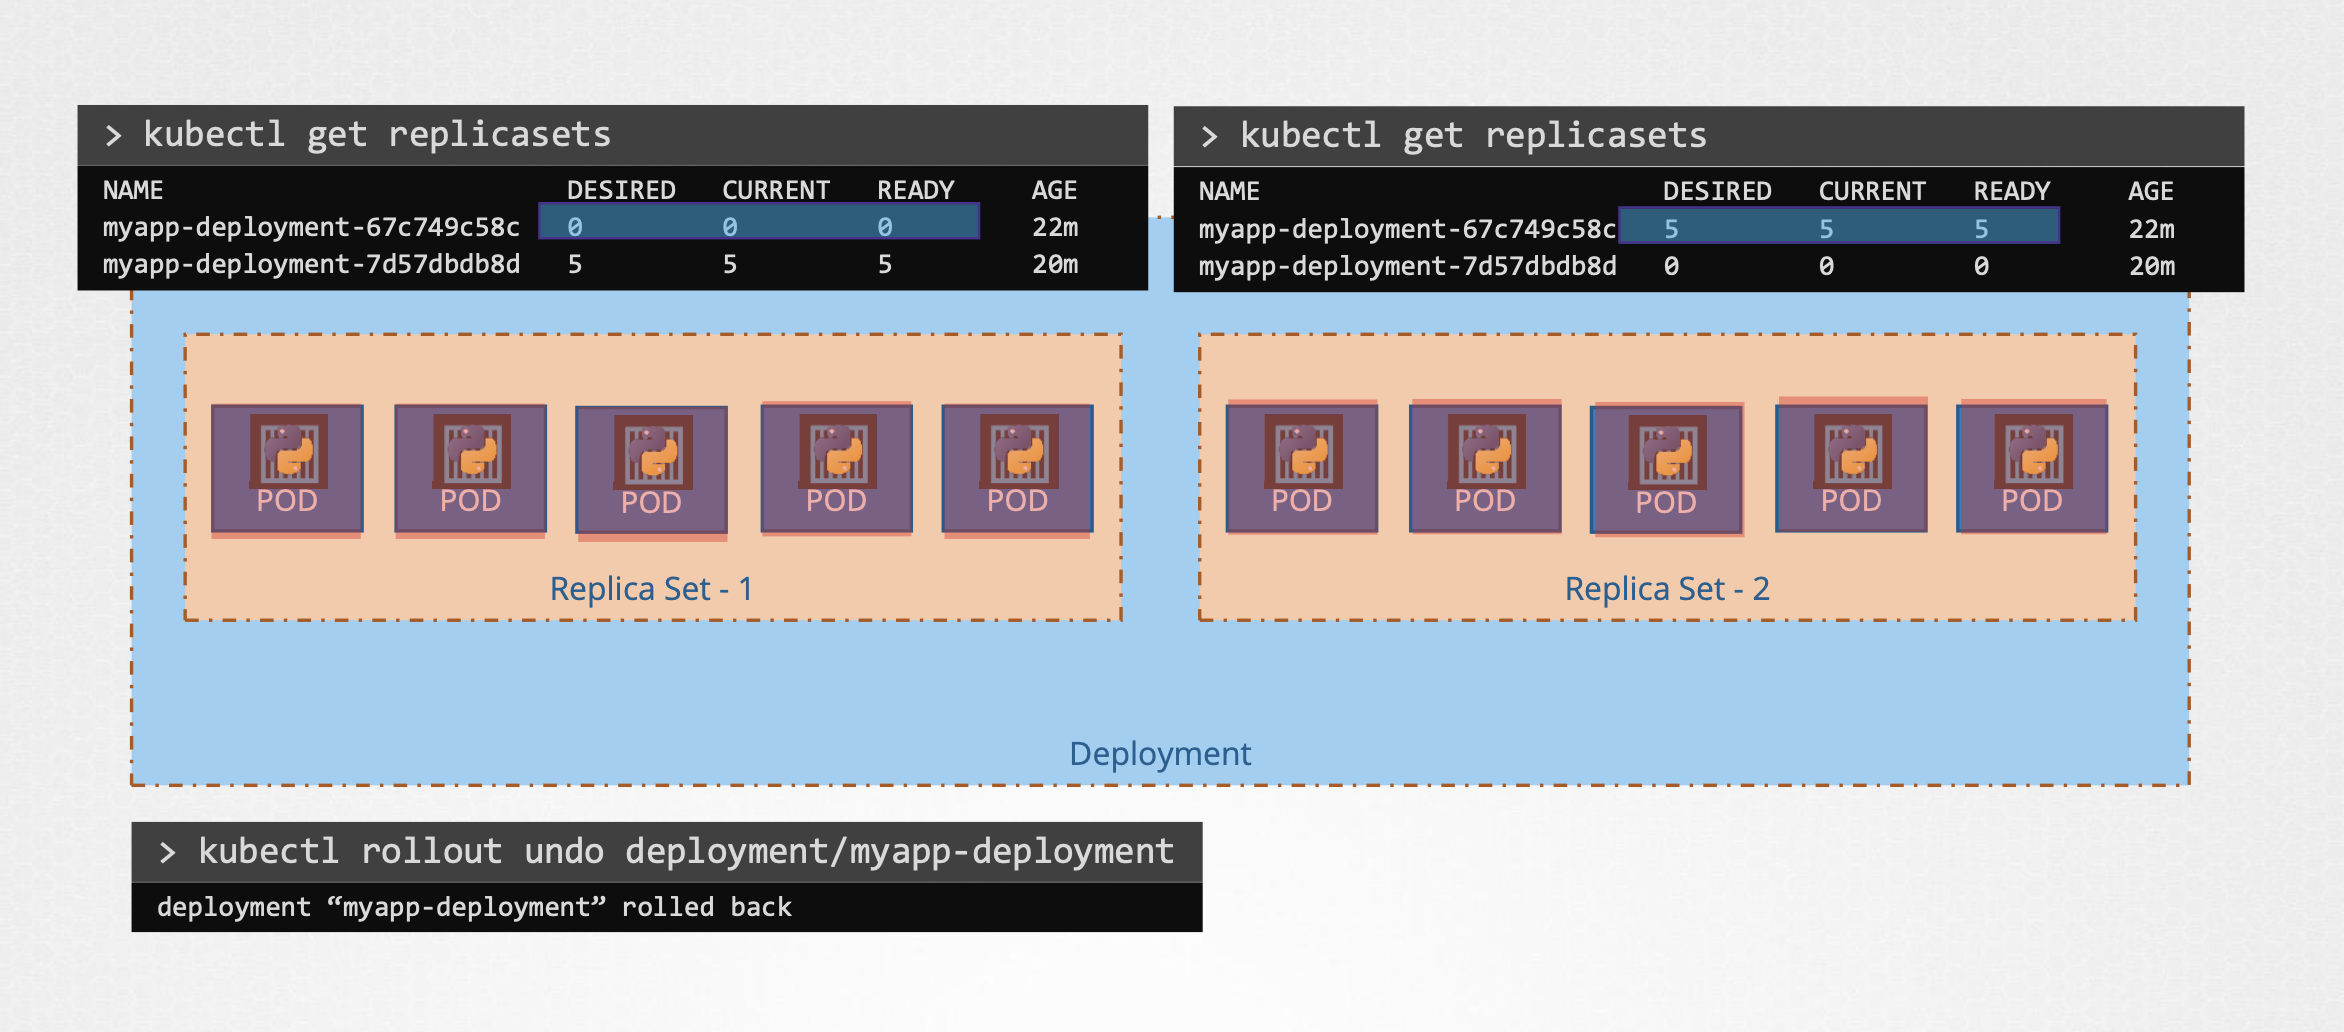 > kubectl get replicasets
NAME DESIRED CURRENT READY AGE
myapp-deployment-67c749c58c 0 0 0 22m
myapp-deployment-7d57dbdb8d 5 5 5 20m
> kubectl get replicasets
NAME DESIRED CURRENT READY AGE
myapp-deployment-67c749c58c 5 5 5 22m
myapp-deployment-7d57dbdb8d 0 0 0 20m
POD POD POD POD POD
Replica Set - 1
POD POD POD POD POD
Replica Set - 2
Deployment
> kubectl rollout undo deployment/myapp-deployment
deployment “myapp-deployment” rolled back